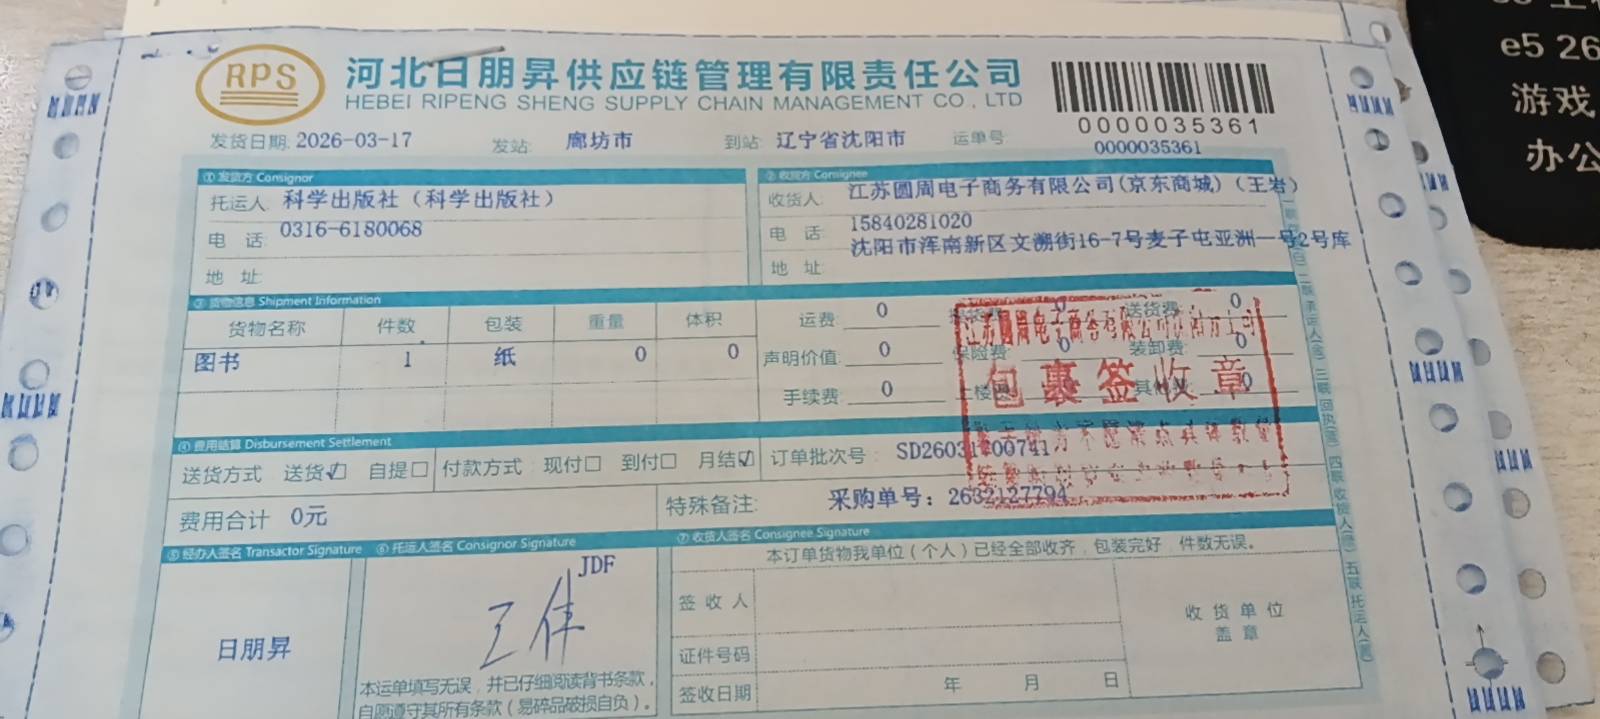 RPS
河北日朋昇供应链管理有限责任公司
HEBEI RIPENG SHENG SUPPLY CHAIN MANAGEMENT CO., LTD
0000035361
发货日期: 2026-03-17 发站: 廊坊市 到站: 辽宁省沈阳市 运单号: 0000035361
① 发货方 Consignor
托运人: 科学出版社（科学出版社）
电 话: 0316-6180068
地 址:
② 收货方 Consignee
收货人: 江苏圆周电子商务有限公司(京东商城)（王岩）
电 话: 15840281020
沈阳市浑南新区文溯街16-7号麦子屯亚洲一号2号库
地 址:
③ 货物信息 Shipment Information
货物名称 件数 包装 重量 体积
图书 1 纸 0 0
运费: 0 0 送货费: 0
声明价值: 0 保险费: 0 装卸费: 0
手续费: 0 上楼费: 其他 0
包裹签收章
④ 费用结算 Disbursement Settlement
送货方式 送货☑ 自提☐ 付款方式: 现付☐ 到付☐ 月结☑ 订单批次号:
费用合计 0元
特殊备注: 采购单号: 2632127794
⑤ 经办人签名 Transactor Signature
日朋昇
⑥ 托运人签名 Consignor Signature
JDF
王伟
本运单填写无误，并已仔细阅读背书条款，
自愿遵守其所有条款（易碎品破损自负）。
⑦ 收货人签名 Consignee Signature
本订单货物我单位（个人）已经全部收齐，包装完好，件数无误。
签 收 人
证件号码
签收日期 年 月 日
收 货 单 位
盖 章
e5 26
游戏
办公